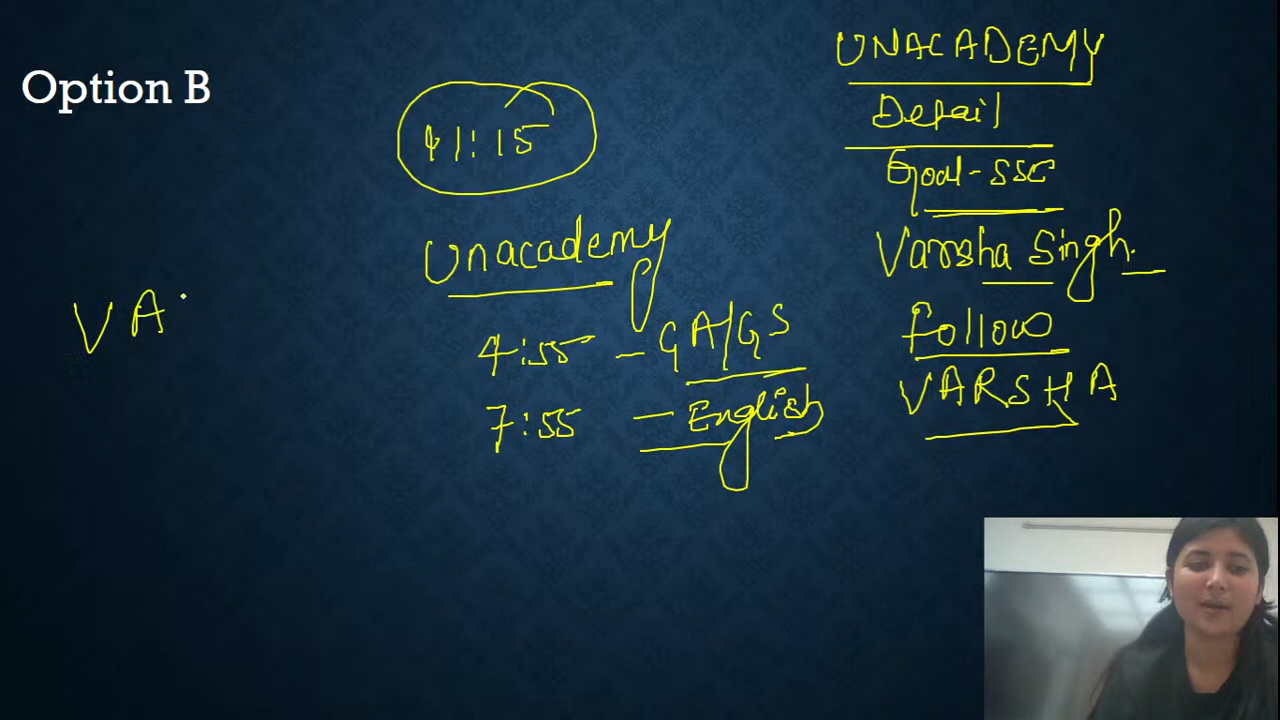 Option B
41:15
Unacademy
4:55 - GA/GS
7:55 - English
UNACADEMY
Detail
Goal-SSC
Varsha Singh.
follow
VARSHA
VA